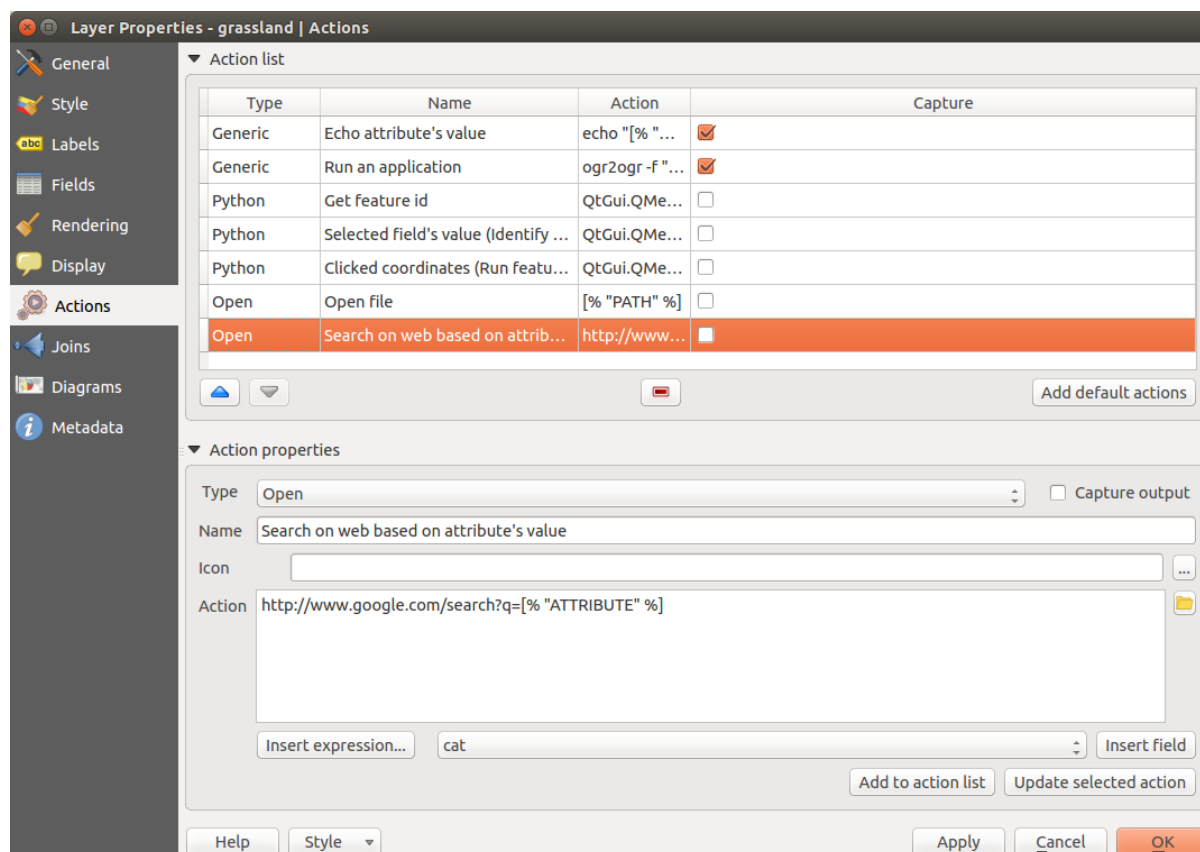 Layer Properties - grassland | Actions
General
Style
abc Labels
Fields
Rendering
Display
Actions
Joins
Diagrams
i Metadata
Action list
Type Name Action Capture
Generic Echo attribute's value echo "[% "...
Generic Run an application ogr2ogr -f "...
Python Get feature id QtGui.QMe...
Python Selected field's value (Identify ... QtGui.QMe...
Python Clicked coordinates (Run featu... QtGui.QMe...
Open Open file [% "PATH" %]
Open Search on web based on attrib... http://www...
Add default actions
Action properties
Type Open Capture output
Name Search on web based on attribute's value
Icon ...
Action http://www.google.com/search?q=[% "ATTRIBUTE" %]
Insert expression... cat Insert field
Add to action list Update selected action
Help Style Apply Cancel OK